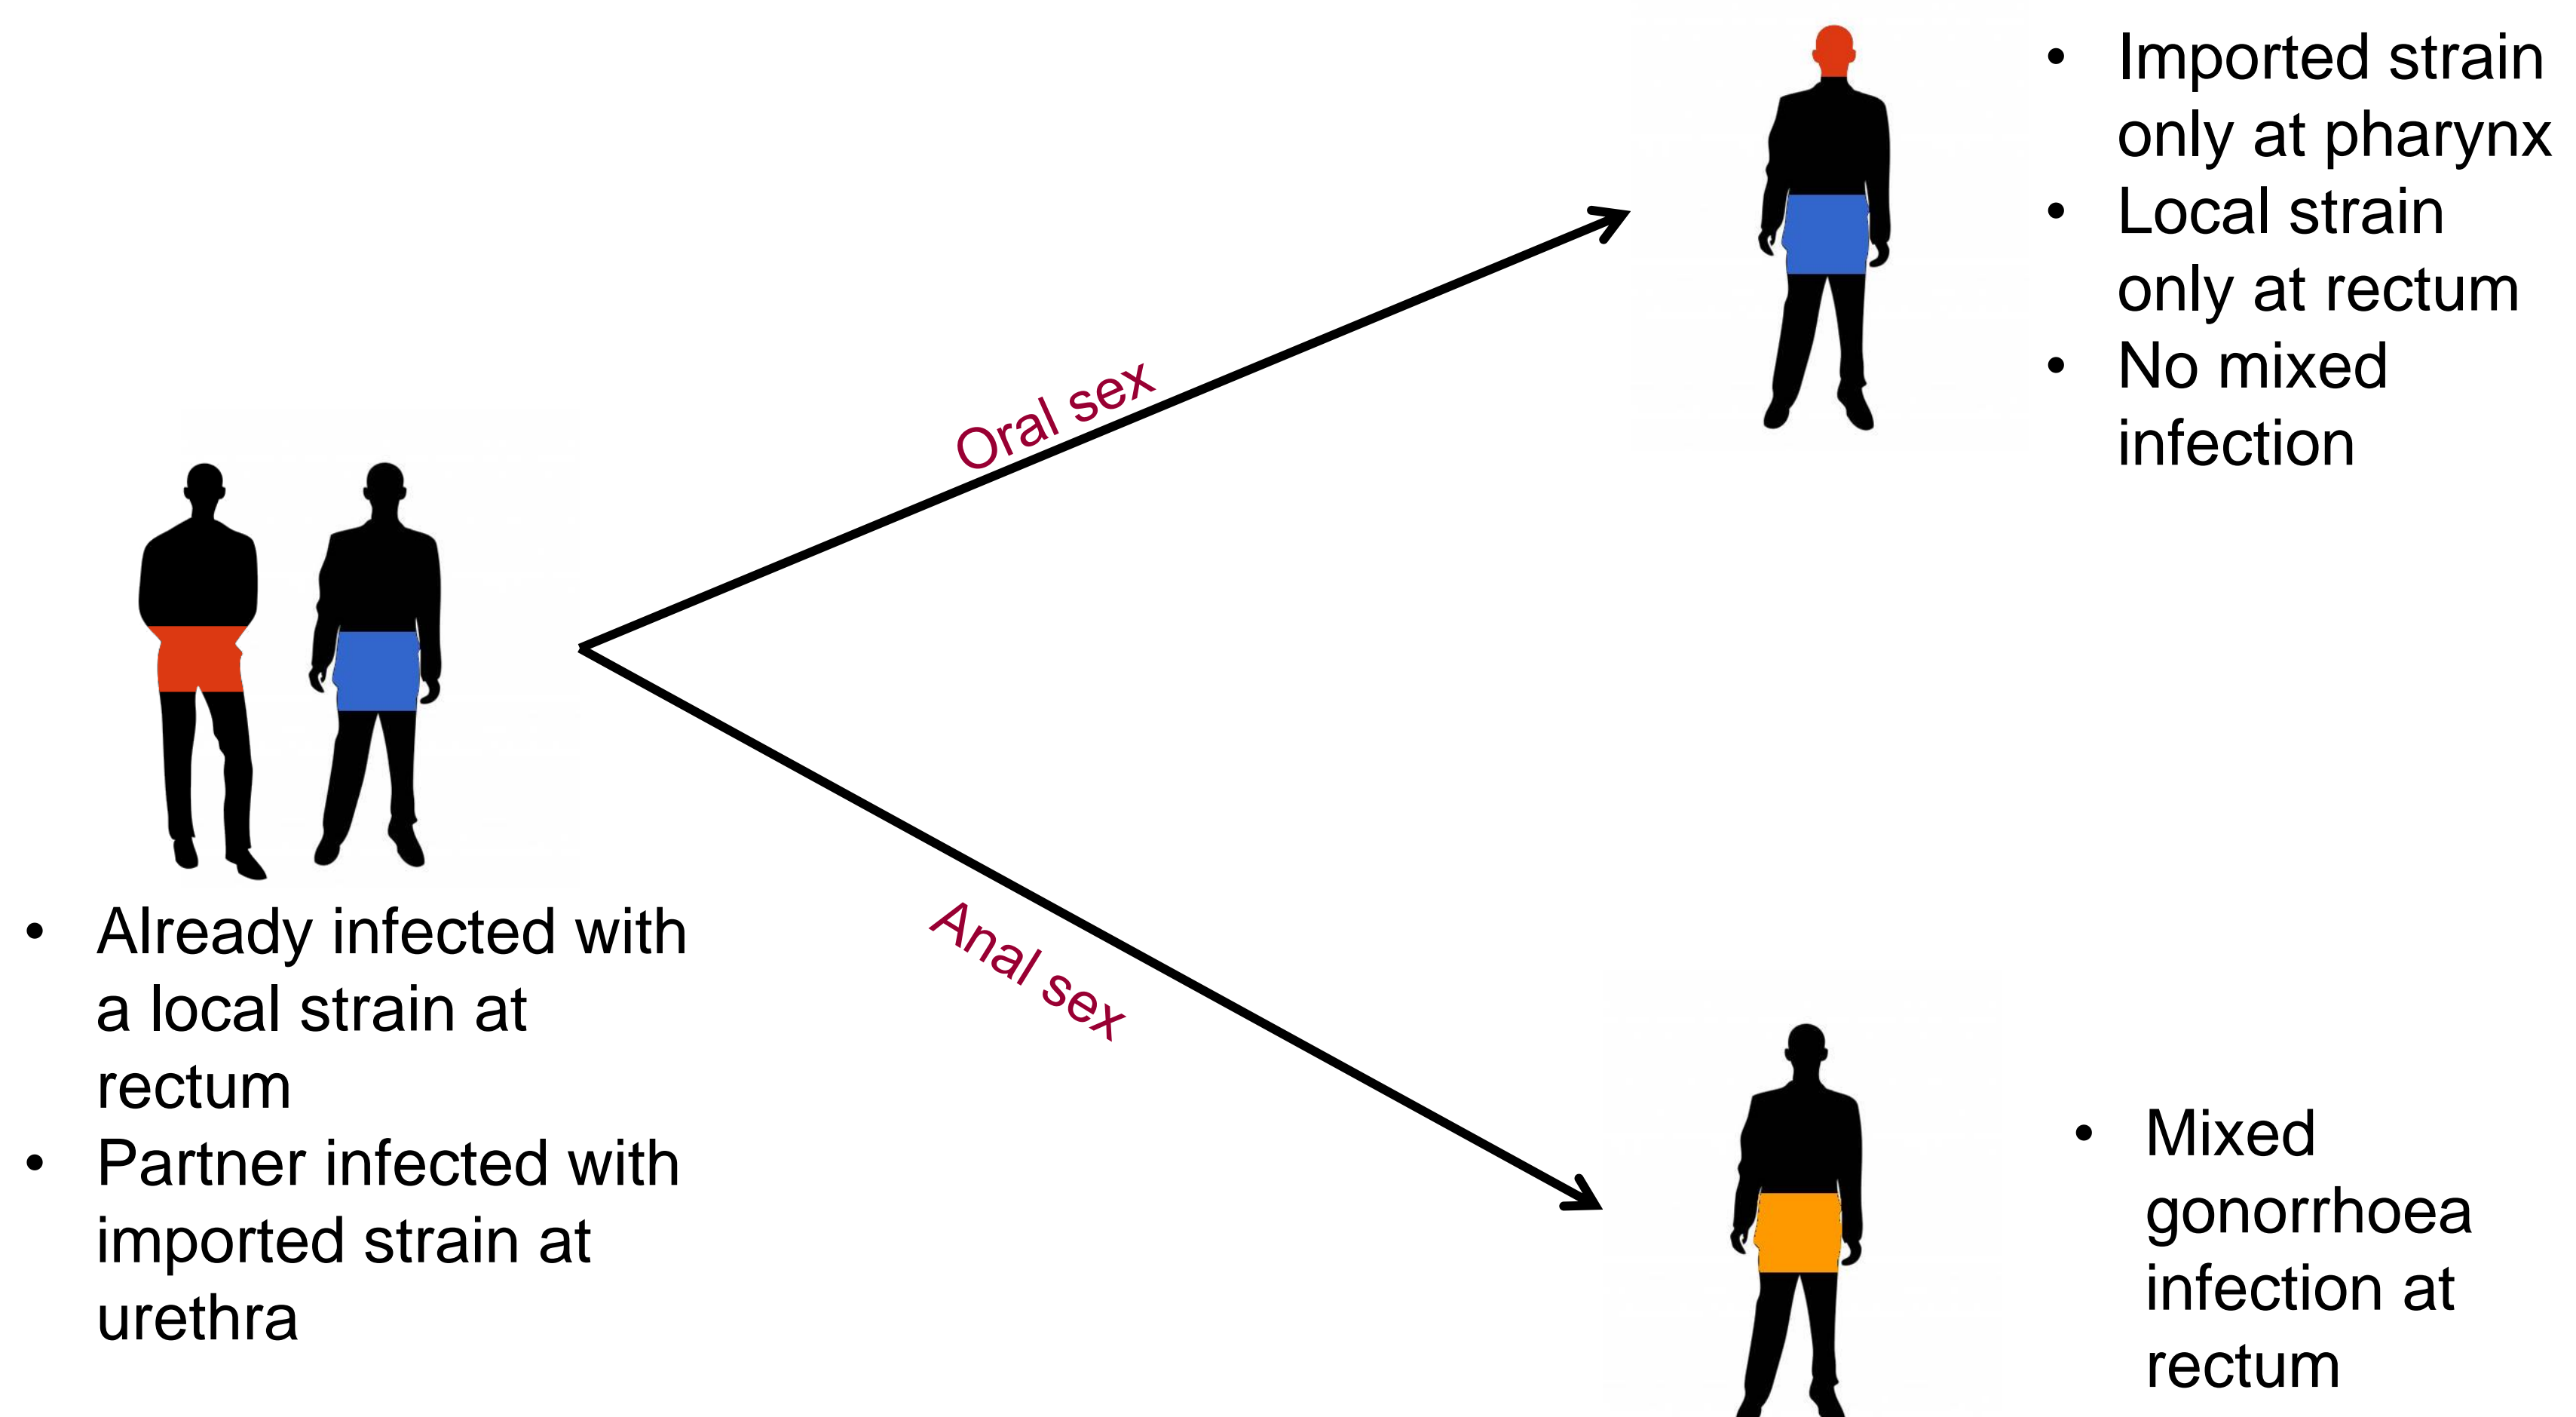 • Imported strain
only at pharynx
• Local strain
only at rectum
• No mixed
infection
Oral sex
• Already infected with
a local strain at
rectum
• Partner infected with
imported strain at
urethra
Anal sex
• Mixed
gonorrhoea
infection at
rectum